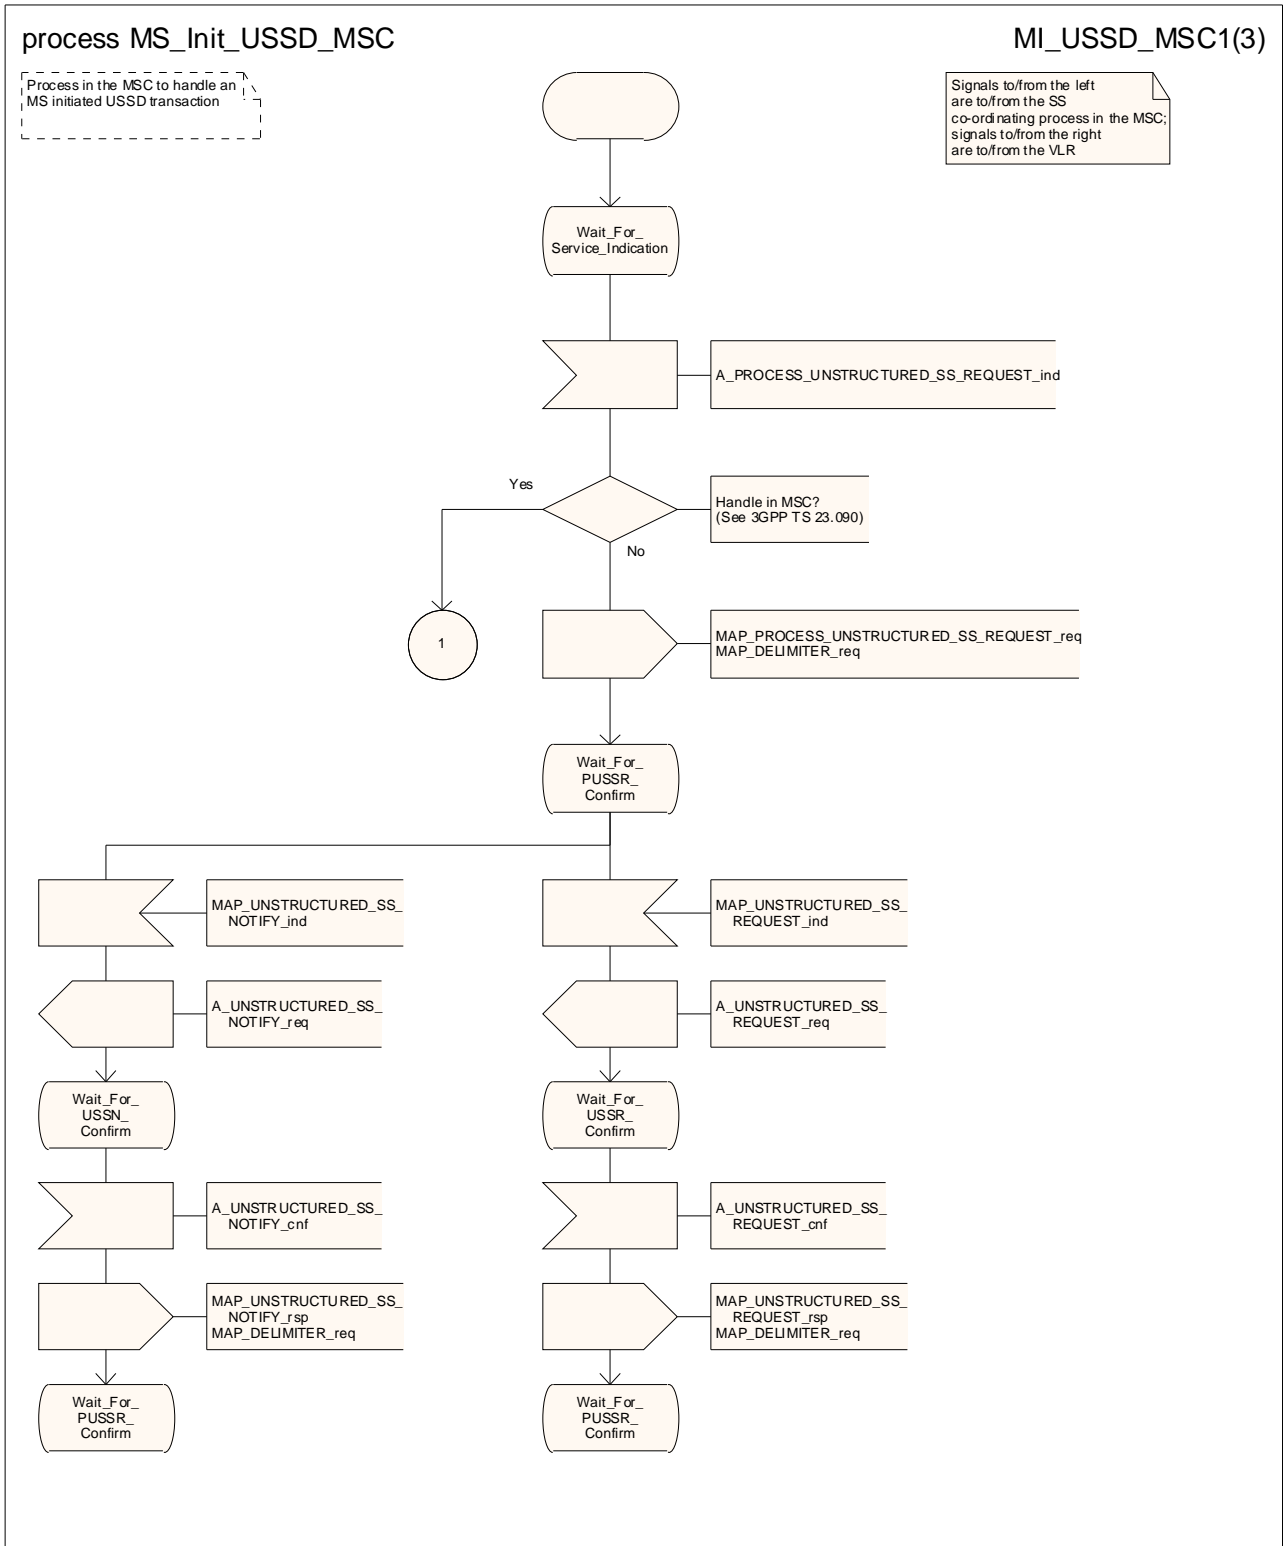 process MS_Init_USSD_MSC
MI_USSD_MSC1(3)
Process in the MSC to handle an
MS initiated USSD transaction
Signals to/from the left
are to/from the SS
co-ordinating process in the MSC;
signals to/from the right
are to/from the VLR
Wait_For_
Service_Indication
A_PROCESS_UNSTRUCTURED_SS_REQUEST_ind
Yes
Handle in MSC?
(See 3GPP TS 23.090)
No
1
MAP_PROCESS_UNSTRUCTURED_SS_REQUEST_req
MAP_DELIMITER_req
Wait_For_
PUSSR_
Confirm
MAP_UNSTRUCTURED_SS_
NOTIFY_ind
MAP_UNSTRUCTURED_SS_
REQUEST_ind
A_UNSTRUCTURED_SS_
NOTIFY_req
A_UNSTRUCTURED_SS_
REQUEST_req
Wait_For_
USSN_
Confirm
Wait_For_
USSR_
Confirm
A_UNSTRUCTURED_SS_
NOTIFY_cnf
A_UNSTRUCTURED_SS_
REQUEST_cnf
MAP_UNSTRUCTURED_SS_
NOTIFY_rsp
MAP_DELIMITER_req
MAP_UNSTRUCTURED_SS_
REQUEST_rsp
MAP_DELIMITER_req
Wait_For_
PUSSR_
Confirm
Wait_For_
PUSSR_
Confirm